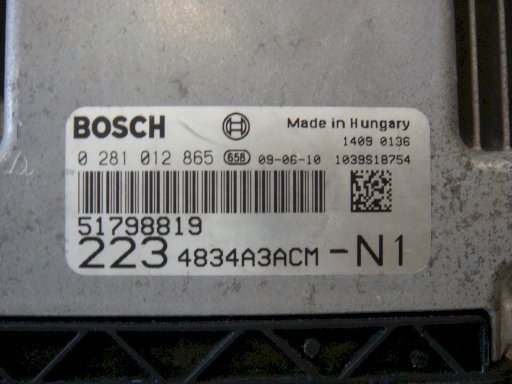 BOSCH Made in Hungary
1409 0136
0 281 012 865 658 09-06-10 1039S18754
51798819
223 4834A3ACM -N1